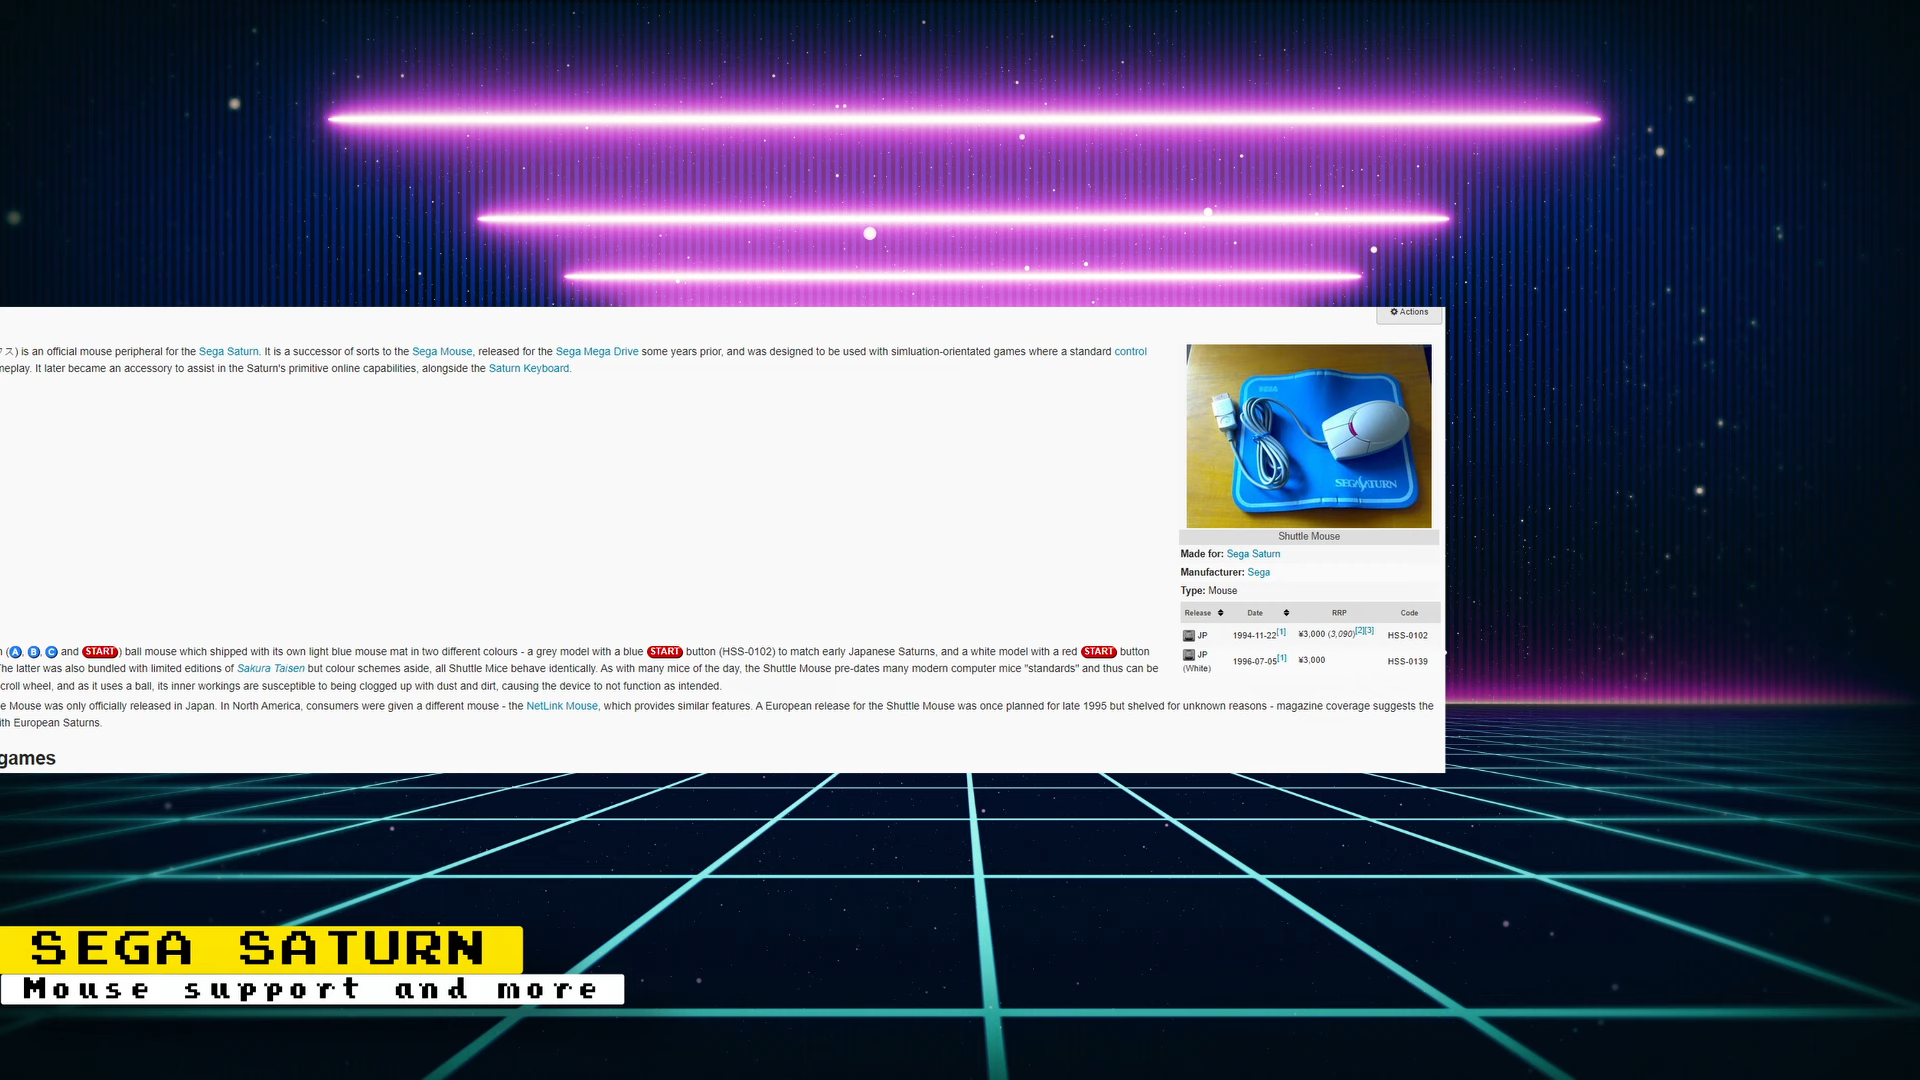 Actions
ウス) is an official mouse peripheral for the Sega Saturn. It is a successor of sorts to the Sega Mouse, released for the Sega Mega Drive some years prior, and was designed to be used with simluation-orientated games where a standard control
meplay. It later became an accessory to assist in the Saturn's primitive online capabilities, alongside the Saturn Keyboard.
SEGA
SEGA SATURN
Shuttle Mouse
Made for: Sega Saturn
Manufacturer: Sega
Type: Mouse
Release Date RRP Code
JP 1994-11-22[1] ¥3,000 (3,090)[2][3] HSS-0102
JP (White) 1996-07-05[1] ¥3,000 HSS-0139
n (A, B, C and START) ball mouse which shipped with its own light blue mouse mat in two different colours - a grey model with a blue START button (HSS-0102) to match early Japanese Saturns, and a white model with a red START button
The latter was also bundled with limited editions of Sakura Taisen but colour schemes aside, all Shuttle Mice behave identically. As with many mice of the day, the Shuttle Mouse pre-dates many modern computer mice "standards" and thus can be
croll wheel, and as it uses a ball, its inner workings are susceptible to being clogged up with dust and dirt, causing the device to not function as intended.
e Mouse was only officially released in Japan. In North America, consumers were given a different mouse - the NetLink Mouse, which provides similar features. A European release for the Shuttle Mouse was once planned for late 1995 but shelved for unknown reasons - magazine coverage suggests the
ith European Saturns.
games
SEGA SATURN
Mouse support and more